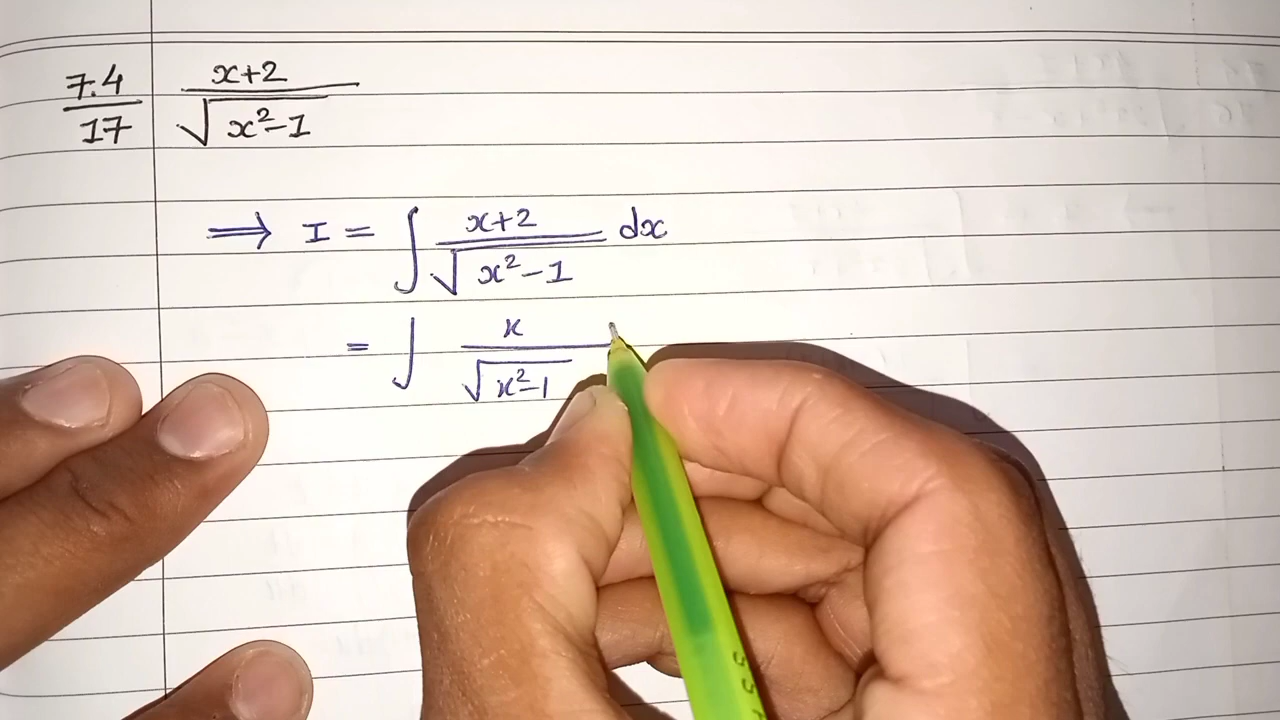 7.4/17 (x+2)/√(x²-1)
⟹ I = ∫ (x+2)/√(x²-1) dx
= ∫ x/√(x²-1)